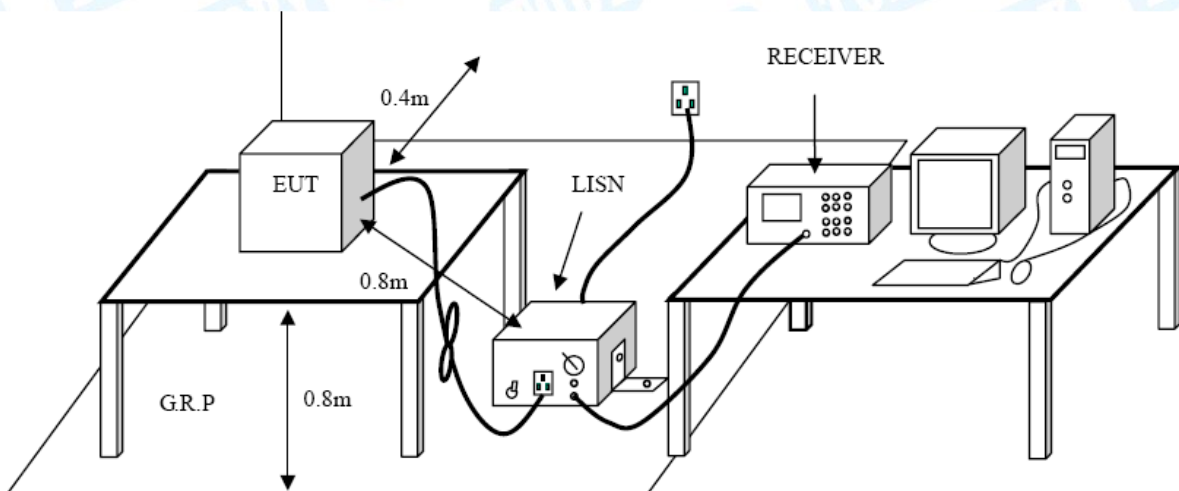 RECEIVER
0.4m
EUT
LISN
0.8m
G.R.P
0.8m